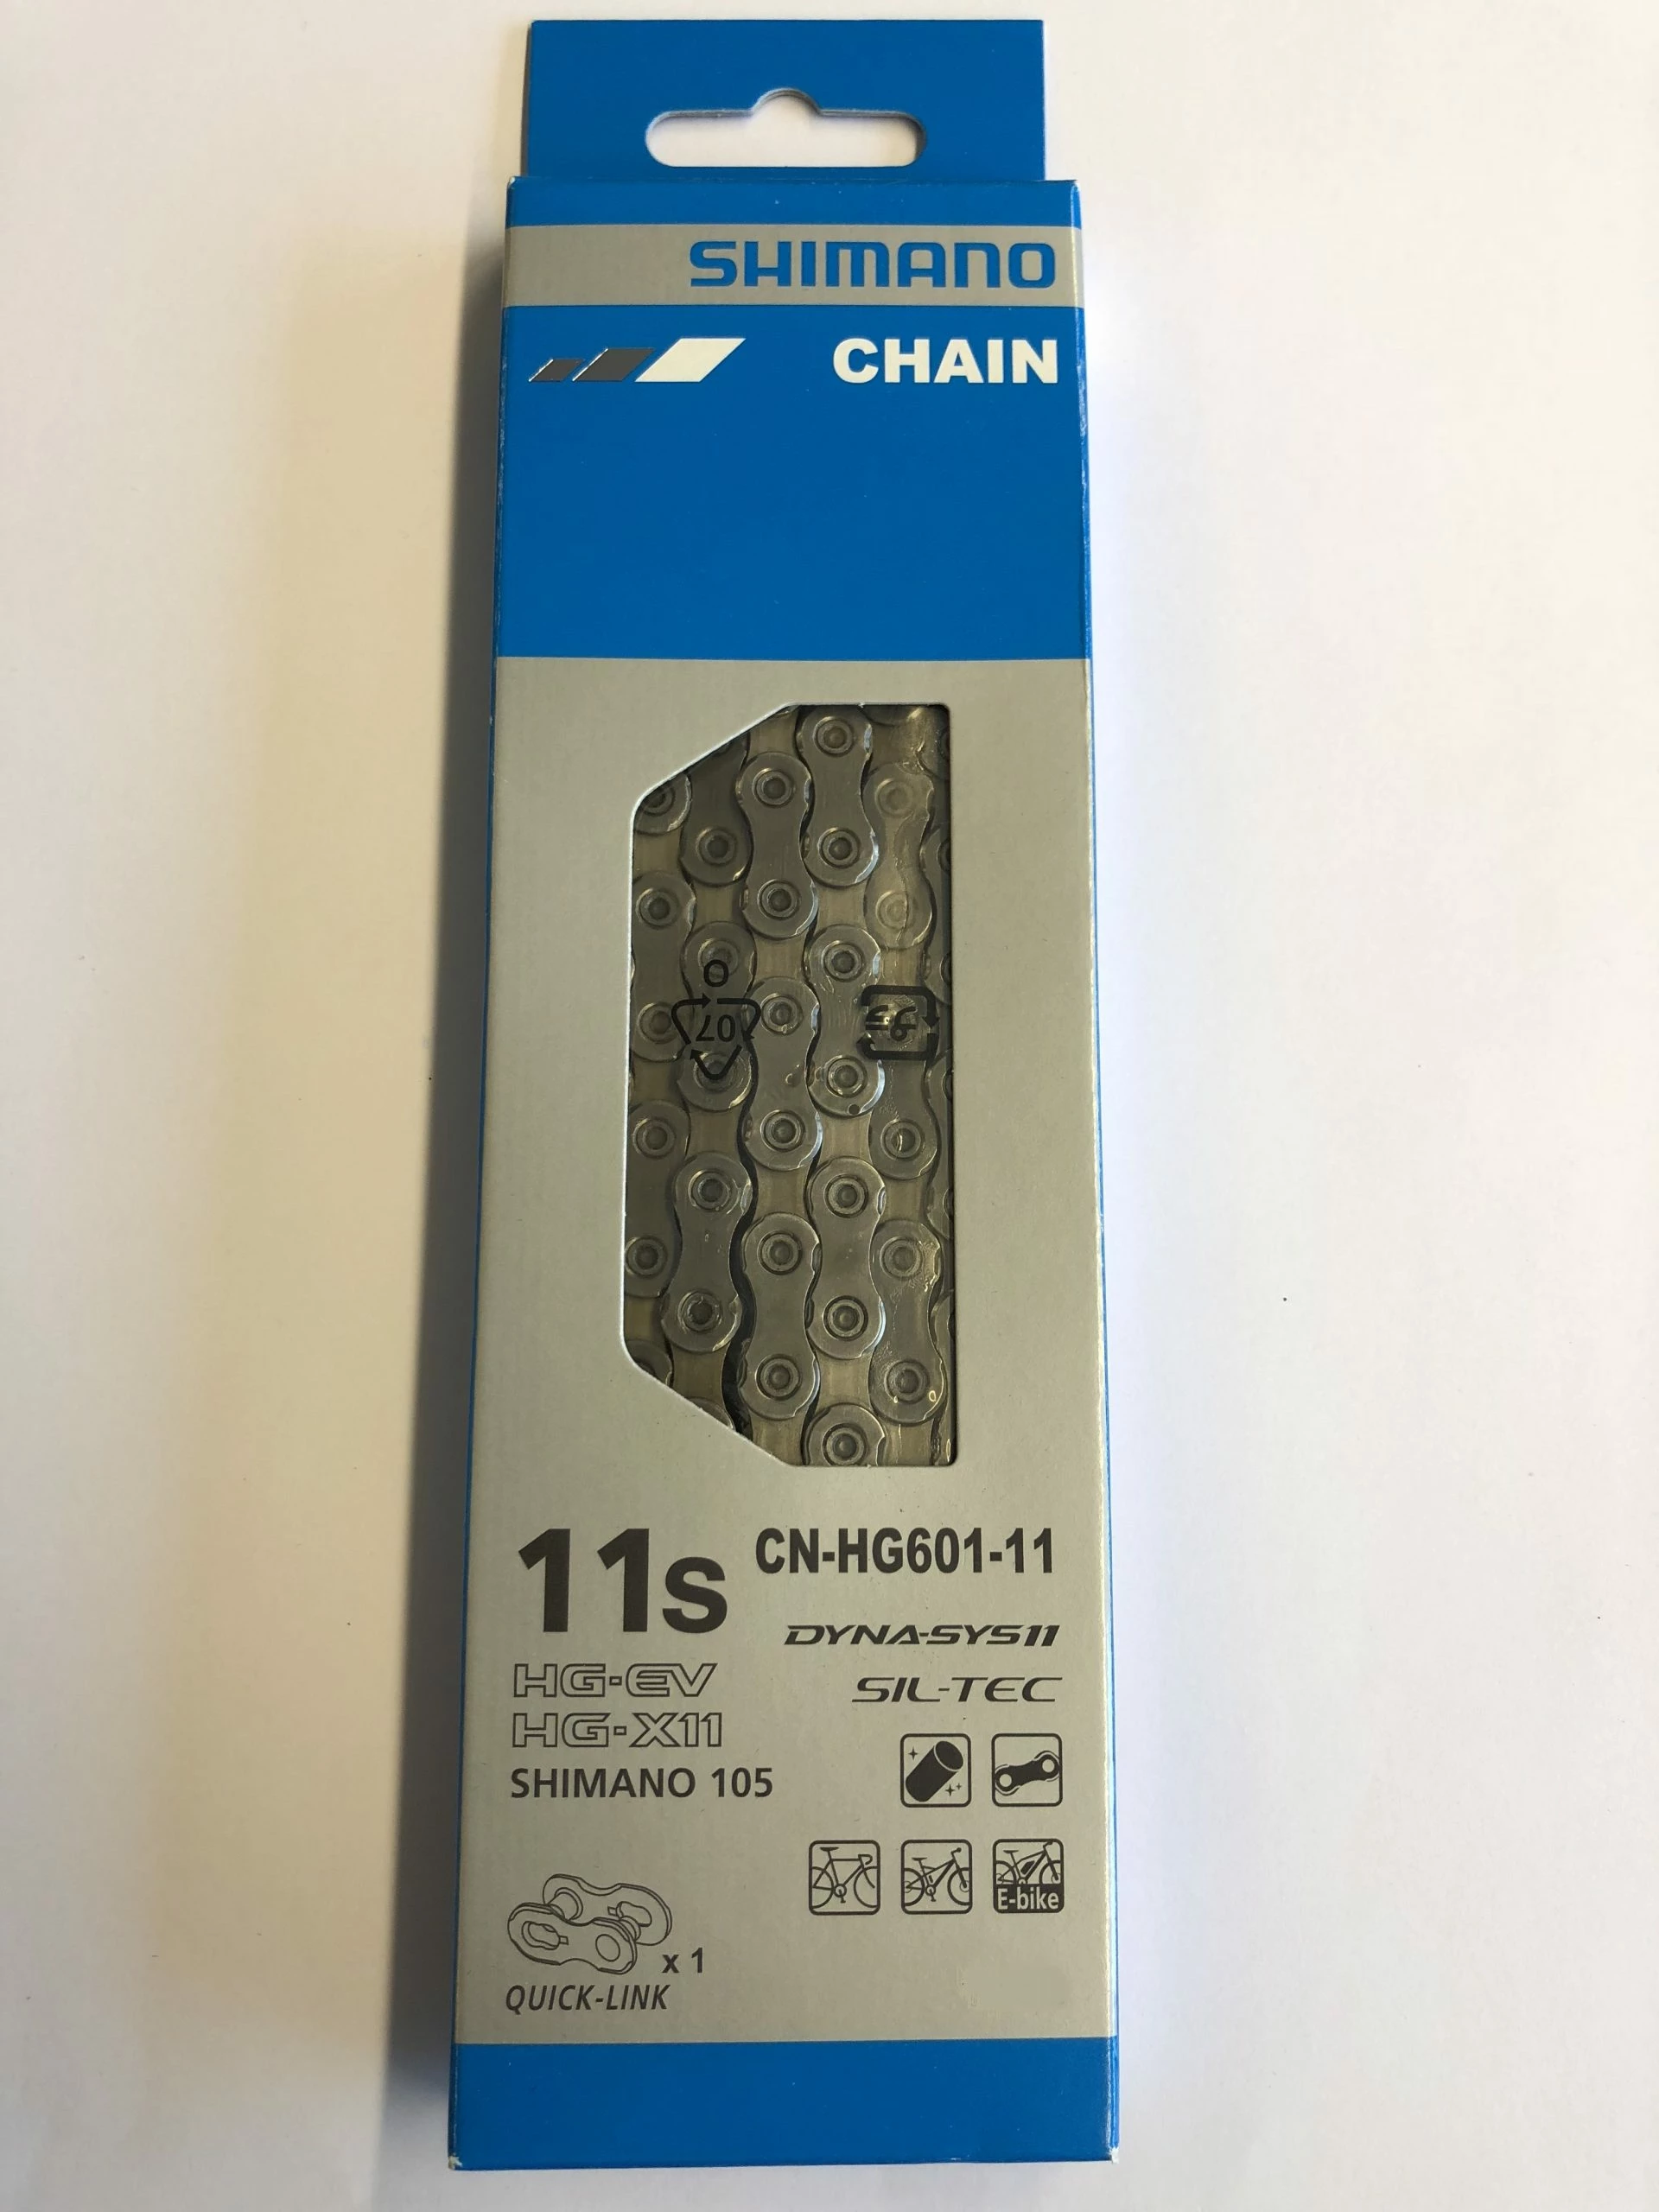 SHIMANO
CHAIN
O
07
11s
CN-HG601-11
DYNA-SYS11
HG-EV
SIL-TEC
HG-X11
SHIMANO 105
E-bike
x 1
QUICK-LINK